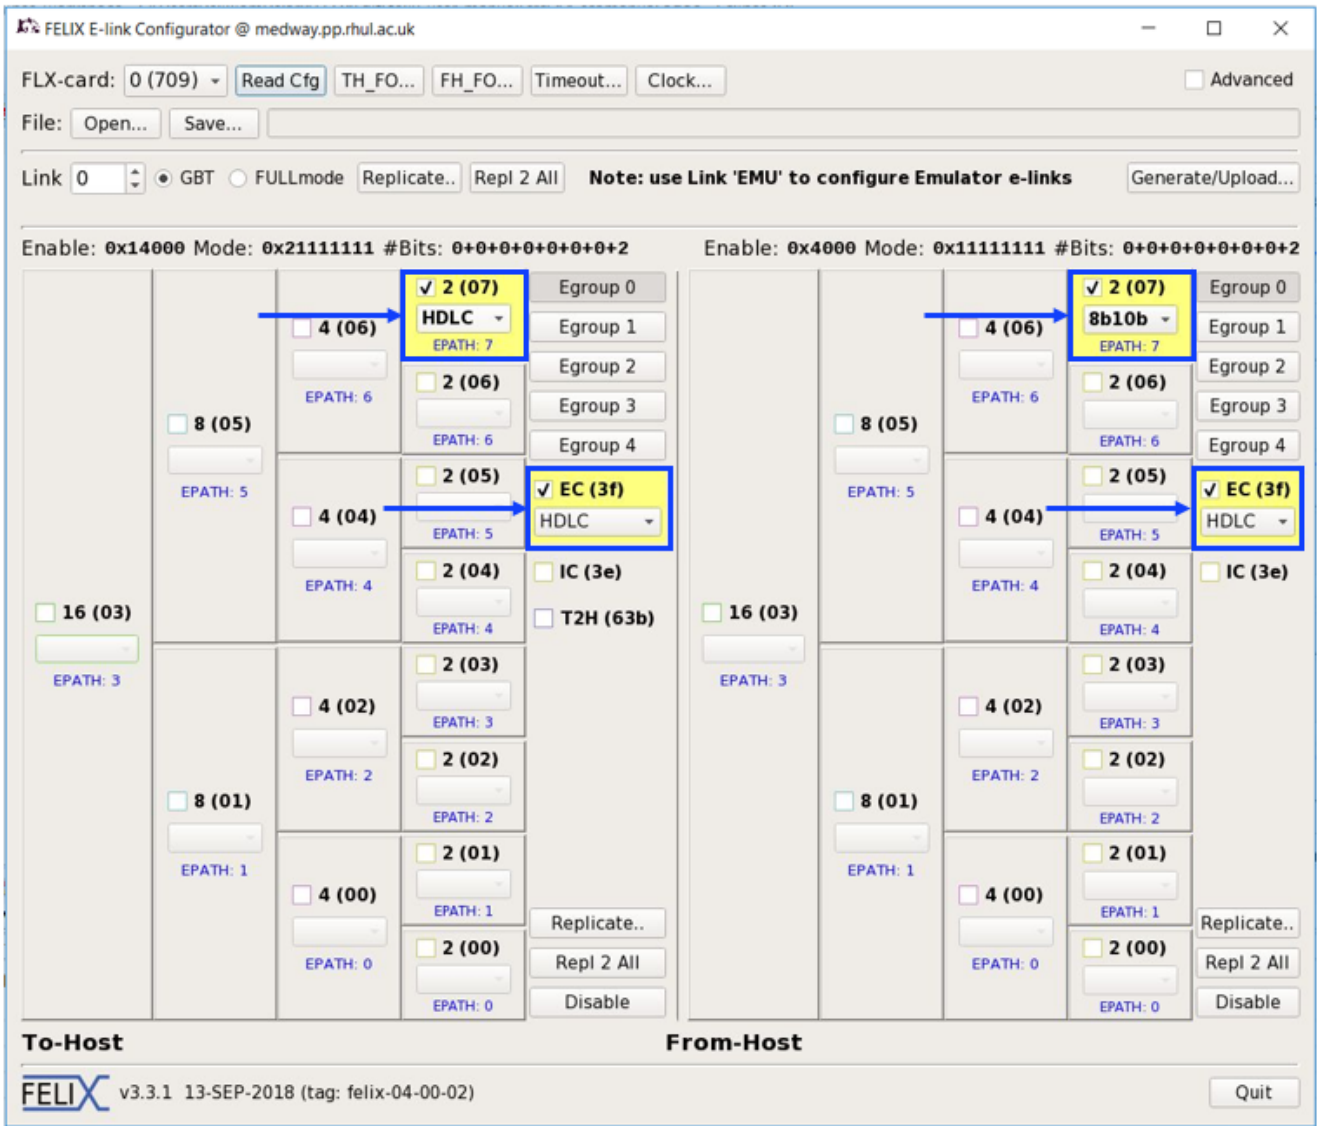 FELIX E-link Configurator @ medway.pp.rhul.ac.uk
FLX-card: 0 (709) Read Cfg TH_FO... FH_FO... Timeout... Clock... Advanced
File: Open... Save...
Link 0 GBT FULLmode Replicate.. Repl 2 All Note: use Link 'EMU' to configure Emulator e-links Generate/Upload...
Enable: 0x14000 Mode: 0x21111111 #Bits: 0+0+0+0+0+0+0+2
16 (03)
EPATH: 3
8 (05)
EPATH: 5
8 (01)
EPATH: 1
4 (06)
EPATH: 6
4 (04)
EPATH: 4
4 (02)
EPATH: 2
4 (00)
EPATH: 0
2 (07)
HDLC
EPATH: 7
2 (06)
EPATH: 6
2 (05)
EPATH: 5
2 (04)
EPATH: 4
2 (03)
EPATH: 3
2 (02)
EPATH: 2
2 (01)
EPATH: 1
2 (00)
EPATH: 0
Egroup 0
Egroup 1
Egroup 2
Egroup 3
Egroup 4
EC (3f)
HDLC
IC (3e)
T2H (63b)
Replicate..
Repl 2 All
Disable
To-Host
Enable: 0x4000 Mode: 0x11111111 #Bits: 0+0+0+0+0+0+0+2
16 (03)
EPATH: 3
8 (05)
EPATH: 5
8 (01)
EPATH: 1
4 (06)
EPATH: 6
4 (04)
EPATH: 4
4 (02)
EPATH: 2
4 (00)
EPATH: 0
2 (07)
8b10b
EPATH: 7
2 (06)
EPATH: 6
2 (05)
EPATH: 5
2 (04)
EPATH: 4
2 (03)
EPATH: 3
2 (02)
EPATH: 2
2 (01)
EPATH: 1
2 (00)
EPATH: 0
Egroup 0
Egroup 1
Egroup 2
Egroup 3
Egroup 4
EC (3f)
HDLC
IC (3e)
Replicate..
Repl 2 All
Disable
From-Host
FELIX v3.3.1 13-SEP-2018 (tag: felix-04-00-02) Quit